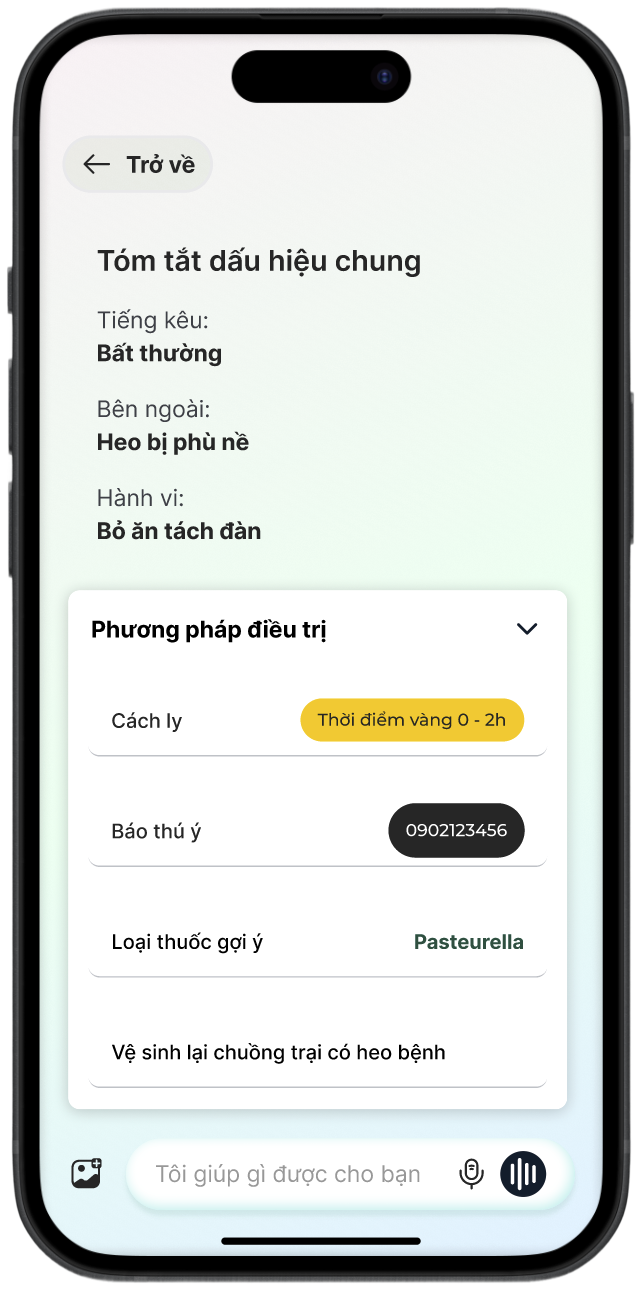 Trở về
Tóm tắt dấu hiệu chung
Tiếng kêu:
Bất thường
Bên ngoài:
Heo bị phù nề
Hành vi:
Bỏ ăn tách đàn
Phương pháp điều trị
Cách ly
Thời điểm vàng 0 - 2h
Báo thú ý
0902123456
Loại thuốc gợi ý
Pasteurella
Vệ sinh lại chuồng trại có heo bệnh
Tôi giúp gì được cho bạn